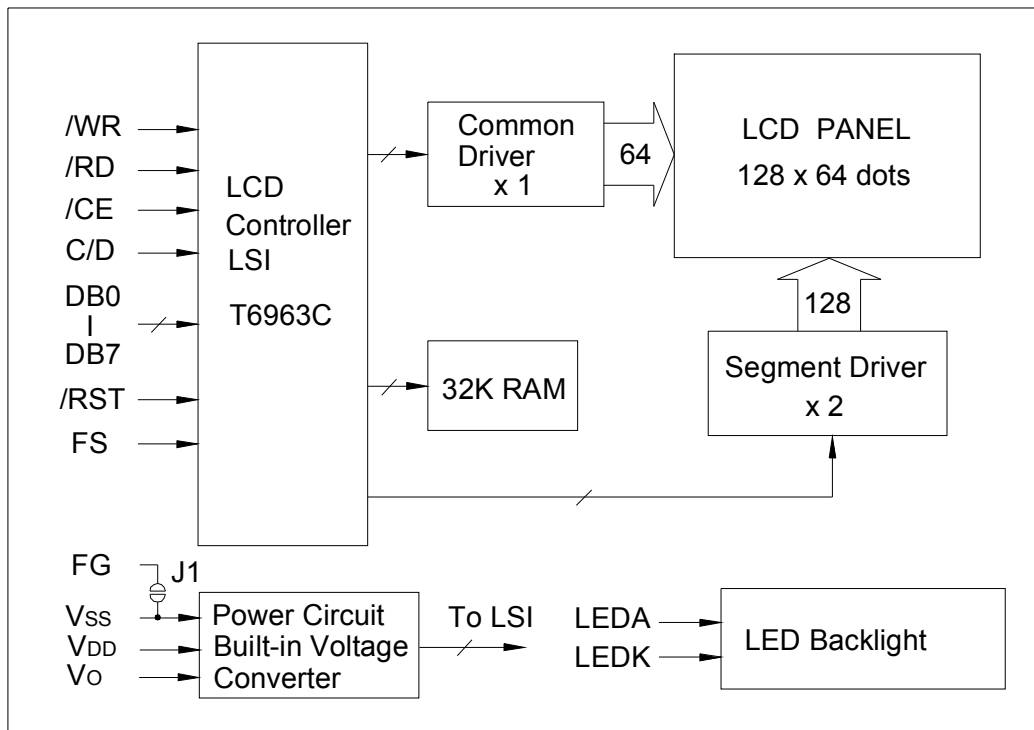 /WR
/RD
/CE
C/D
DB0
I
DB7
/RST
FS
LCD
Controller
LSI
T6963C
Common
Driver
x 1
64
LCD PANEL
128 x 64 dots
128
Segment Driver
x 2
32K RAM
FG
J1
VSS
VDD
VO
Power Circuit
Built-in Voltage
Converter
To LSI
LEDA
LEDK
LED Backlight